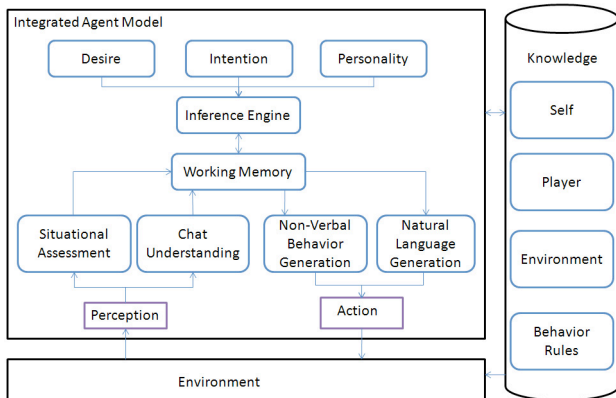 Integrated Agent Model
Desire
Intention
Personality
Inference Engine
Working Memory
Situational
Assessment
Chat
Understanding
Non-Verbal
Behavior
Generation
Natural
Language
Generation
Perception
Action
Environment
Knowledge
Self
Player
Environment
Behavior
Rules